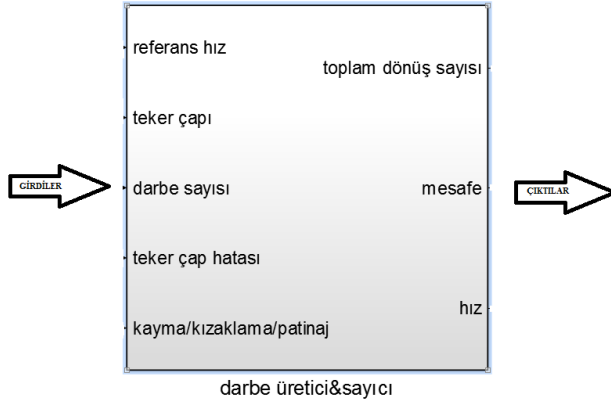 referans hız
toplam dönüş sayısı
teker çapı
GİRDİLER
darbe sayısı
mesafe
ÇIKTILAR
teker çap hatası
hız
kayma/kızaklama/patinaj
darbe üretici&sayıcı